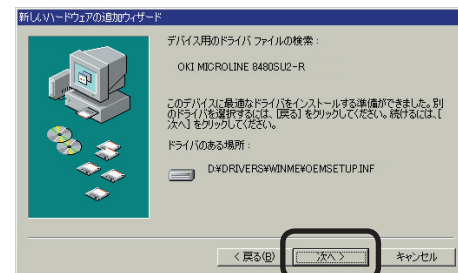 新しいハードウェアの追加ウィザード
デバイス用のドライバ ファイルの検索 :
OKI MICROLINE 8480SU2-R
このデバイスに最適なドライバをインストールする準備ができました。別
のドライバを選択するには、[戻る] をクリックしてください。続けるには、[
次へ] をクリックしてください。
ドライバのある場所 :
D:¥DRIVERS¥WINME¥OEMSETUP.INF
< 戻る(B)
次へ >
キャンセル